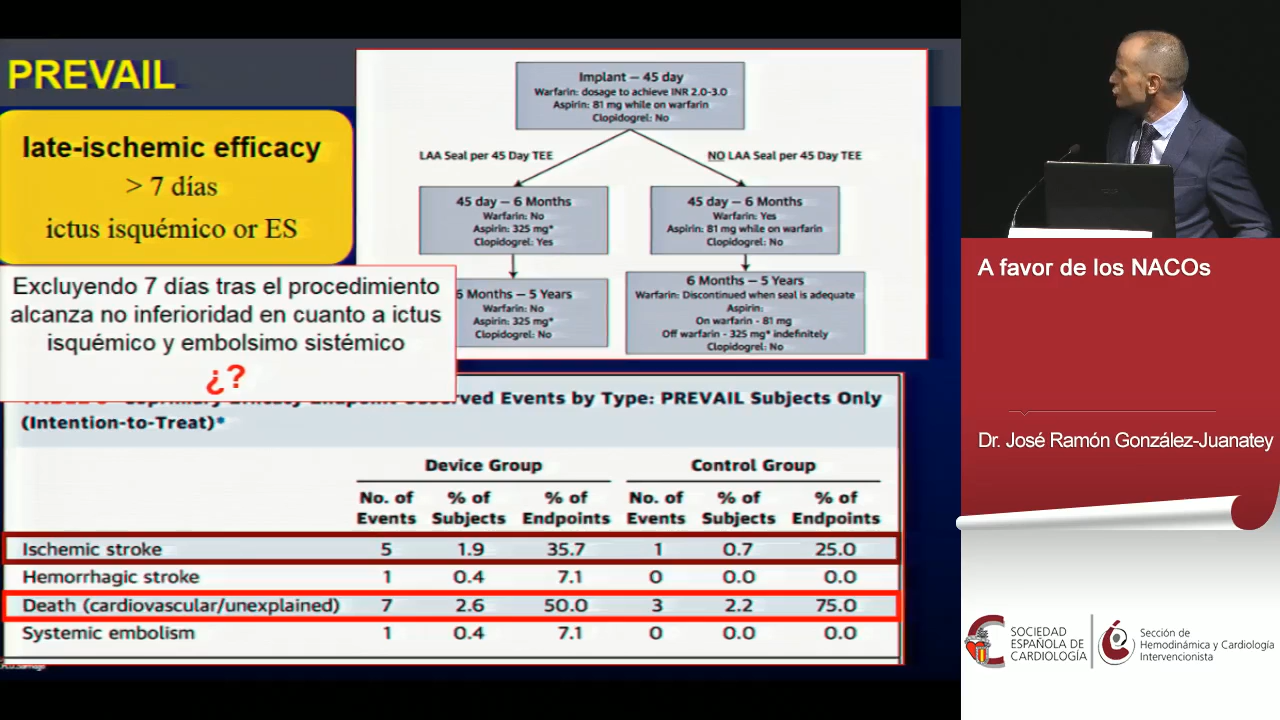 PREVAIL
late-ischemic efficacy
> 7 días
ictus isquémico or ES
Excluyendo 7 días tras el procedimiento
alcanza no inferioridad en cuanto a ictus
isquémico y embolsimo sistémico
¿?
Implant – 45 day
Warfarin: dosage to achieve INR 2.0-3.0
Aspirin: 81 mg while on warfarin
Clopidogrel: No
LAA Seal per 45 Day TEE
NO LAA Seal per 45 Day TEE
45 day – 6 Months
Warfarin: No
Aspirin: 325 mg*
Clopidogrel: Yes
45 day – 6 Months
Warfarin: Yes
Aspirin: 81 mg while on warfarin
Clopidogrel: No
6 Months – 5 Years
Warfarin: No
Aspirin: 325 mg*
Clopidogrel: No
6 Months – 5 Years
Warfarin: Discontinued when seal is adequate
Aspirin:
On warfarin - 81 mg
Off warfarin - 325 mg* indefinitely
Clopidogrel: No
Events by Type: PREVAIL Subjects Only
(Intention-to-Treat)*
Device Group Control Group
No. of % of % of No. of % of % of
Events Subjects Endpoints Events Subjects Endpoints
Ischemic stroke 5 1.9 35.7 1 0.7 25.0
Hemorrhagic stroke 1 0.4 7.1 0 0.0 0.0
Death (cardiovascular/unexplained) 7 2.6 50.0 3 2.2 75.0
Systemic embolism 1 0.4 7.1 0 0.0 0.0
A favor de los NACOs
Dr. José Ramón González-Juanatey
SOCIEDAD
ESPAÑOLA DE
CARDIOLOGÍA
Sección de
Hemodinámica y Cardiología
Intervencionista